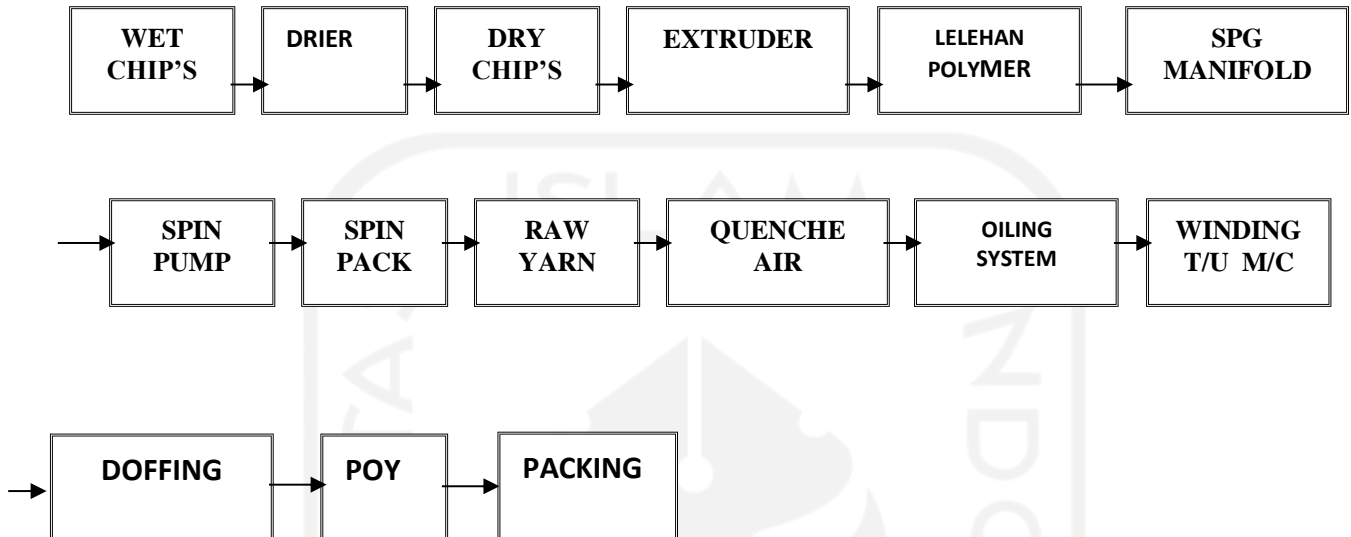 WET
CHIP'S
DRIER
DRY
CHIP'S
EXTRUDER
LELEHAN
POLYMER
SPG
MANIFOLD
SPIN
PUMP
SPIN
PACK
RAW
YARN
QUENCHE
AIR
OILING
SYSTEM
WINDING
T/U M/C
DOFFING
POY
PACKING
ISLAM